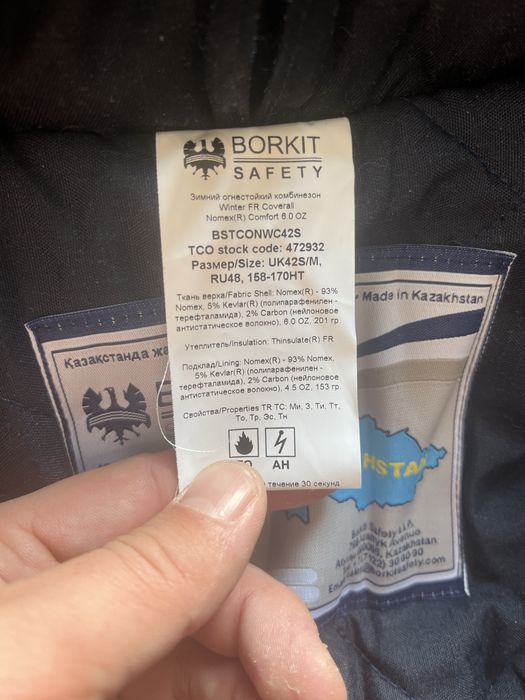 BORKIT
SAFETY
Зимний огнестойкий комбинезон
Winter FR Coverall
Nomex(R) Comfort 6.0 OZ
BSTCONWC42S
TCO stock code: 472932
Размер/Size: UK42S/M,
RU48, 158-170HT
Ткань верха/Fabric Shell: Nomex(R) - 93%
Nomex, 5% Kevlar(R) (полипарафенилен -
терефталамида), 2% Carbon (нейлоновое
антистатическое волокно), 6.0 OZ, 201 гр.
Утеплитель/Insulation: Thinsulate(R) FR
Подклад/Lining: Nomex(R) - 93% Nomex,
5% Kevlar(R) (полипарафенилен -
терефталамида), 2% Carbon (нейлоновое
антистатическое волокно), 4.5 OZ, 153 гр.
Свойства/Properties TR TC: Ми, З, Ти, Тт,
То, Тр, Эс, Тн
АН
течение 30 секунд
Made in Kazakhstan
Қазақстанда
Safety
Avenue
Kazakhstan